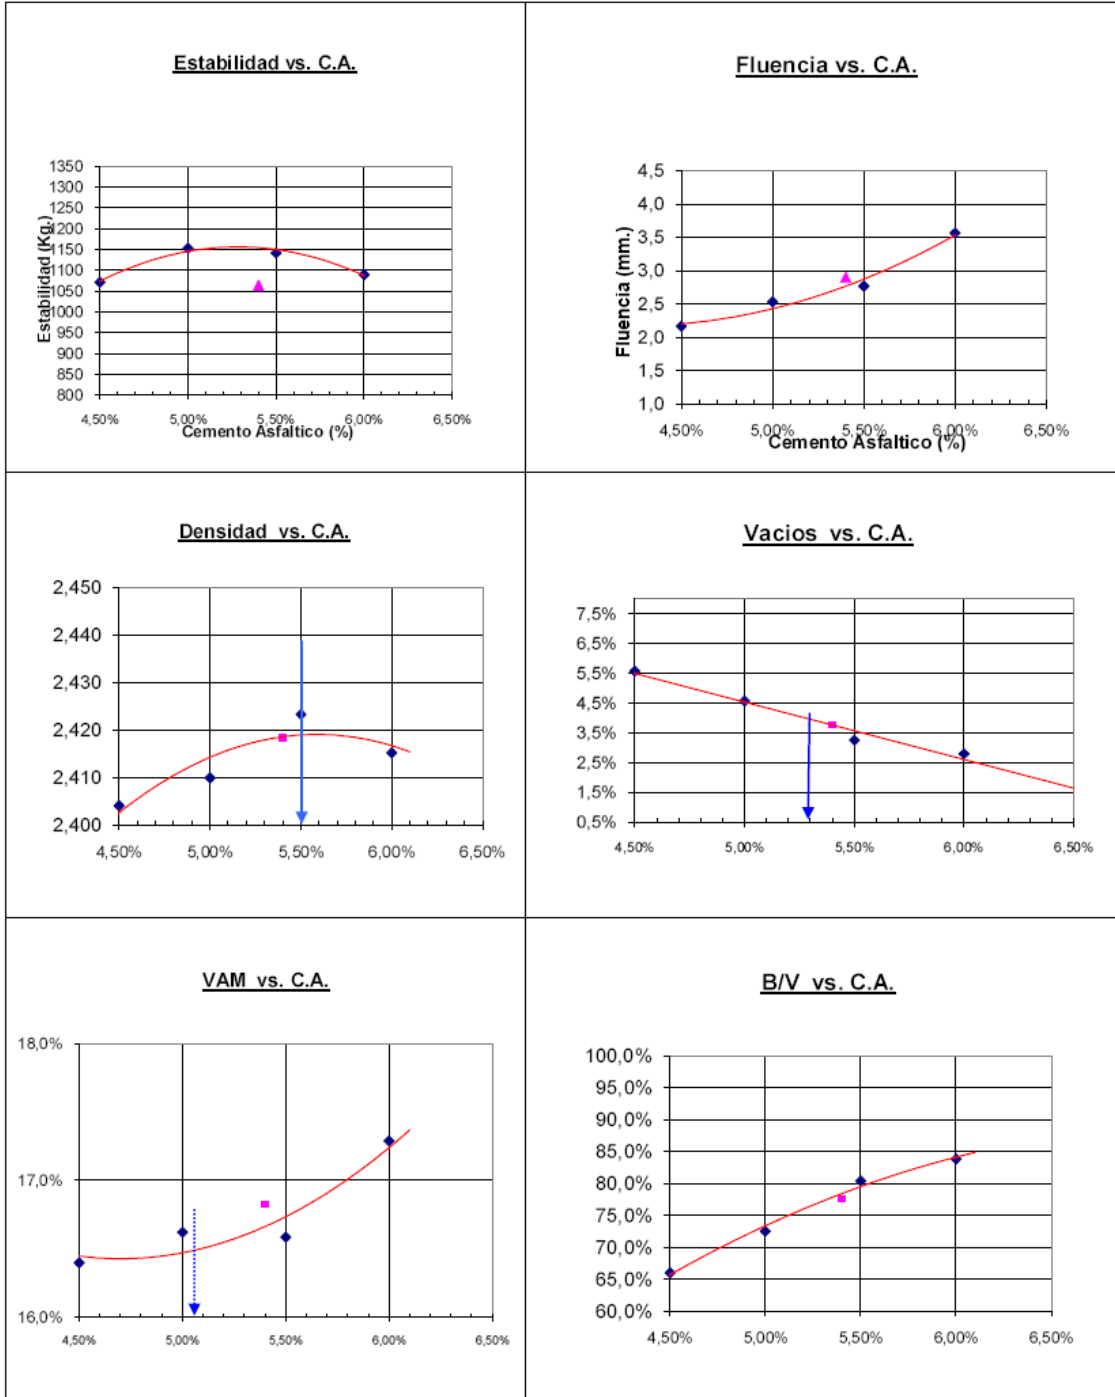 Estabilidad vs. C.A.
1350
1300
1250
1200
1150
1100
1050
1000
950
900
850
800
Estabilidad (Kg.)
4,50% 5,00% 5,50% 6,00% 6,50%
Cemento Asfaltico (%)
Fluencia vs. C.A.
4,5
4,0
3,5
3,0
2,5
2,0
1,5
1,0
Fluencia (mm.)
4,50% 5,00% 5,50% 6,00% 6,50%
Cemento Asfaltico (%)
Densidad vs. C.A.
2,450
2,440
2,430
2,420
2,410
2,400
4,50% 5,00% 5,50% 6,00% 6,50%
Vacios vs. C.A.
7,5%
6,5%
5,5%
4,5%
3,5%
2,5%
1,5%
0,5%
4,50% 5,00% 5,50% 6,00% 6,50%
VAM vs. C.A.
18,0%
17,0%
16,0%
4,50% 5,00% 5,50% 6,00% 6,50%
B/V vs. C.A.
100,0%
95,0%
90,0%
85,0%
80,0%
75,0%
70,0%
65,0%
60,0%
4,50% 5,00% 5,50% 6,00% 6,50%